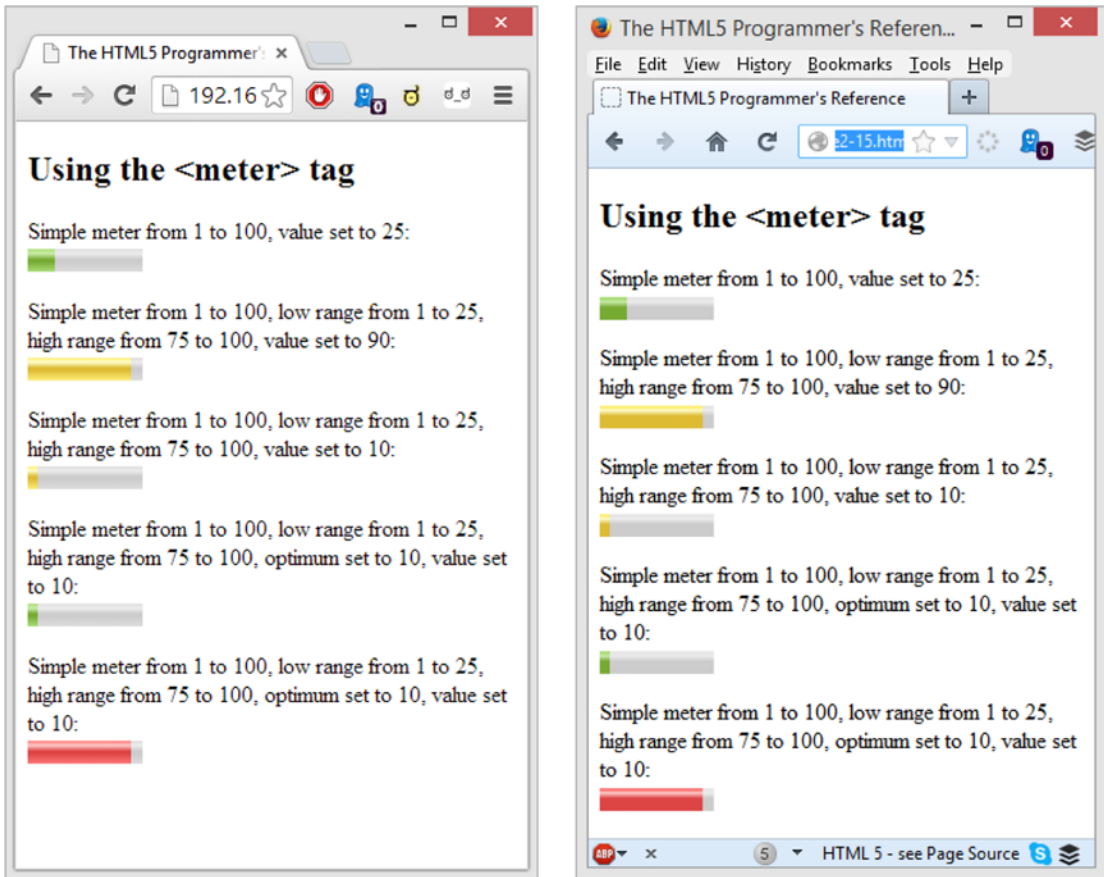 The HTML5 Programmer's
192.16
0
ಠ
ಠ_ಠ
Using the <meter> tag
Simple meter from 1 to 100, value set to 25:
Simple meter from 1 to 100, low range from 1 to 25,
high range from 75 to 100, value set to 90:
Simple meter from 1 to 100, low range from 1 to 25,
high range from 75 to 100, value set to 10:
Simple meter from 1 to 100, low range from 1 to 25,
high range from 75 to 100, optimum set to 10, value set
to 10:
Simple meter from 1 to 100, low range from 1 to 25,
high range from 75 to 100, optimum set to 10, value set
to 10:
The HTML5 Programmer's Referen...
File Edit View History Bookmarks Tools Help
The HTML5 Programmer's Reference
e2-15.htm
0
Using the <meter> tag
Simple meter from 1 to 100, value set to 25:
Simple meter from 1 to 100, low range from 1 to 25,
high range from 75 to 100, value set to 90:
Simple meter from 1 to 100, low range from 1 to 25,
high range from 75 to 100, value set to 10:
Simple meter from 1 to 100, low range from 1 to 25,
high range from 75 to 100, optimum set to 10, value set
to 10:
Simple meter from 1 to 100, low range from 1 to 25,
high range from 75 to 100, optimum set to 10, value set
to 10:
ABP 5 HTML 5 - see Page Source